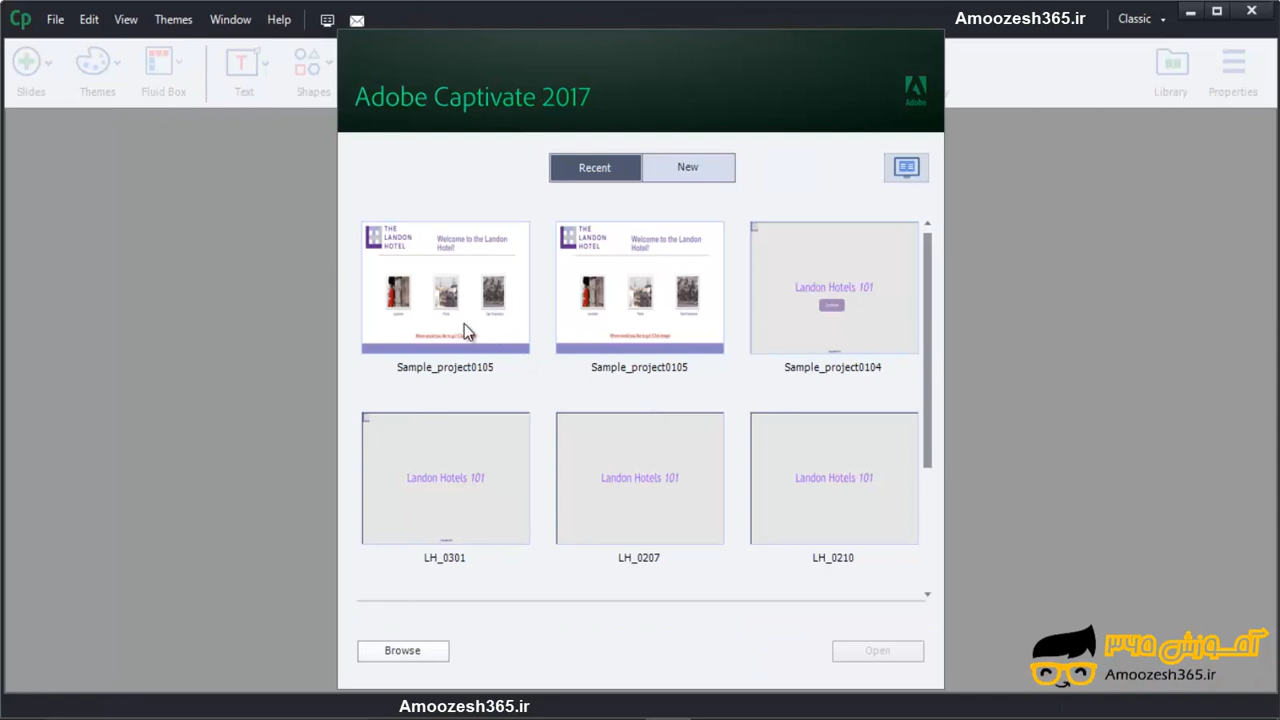 Cp File Edit View Themes Window Help Amoozesh365.ir Classic
Slides Themes Fluid Box Text Shapes Library Properties
Adobe Captivate 2017
Adobe
Recent New
THE
LANDON
HOTEL
Welcome to the Landon
Hotel!
THE
LANDON
HOTEL
Welcome to the Landon
Hotel!
Landon Hotels 101
Sample_project0105 Sample_project0105 Sample_project0104
Landon Hotels 101 Landon Hotels 101 Landon Hotels 101
LH_0301 LH_0207 LH_0210
Browse Open
آموزش ۳۶۵
Amoozesh365.ir
Amoozesh365.ir